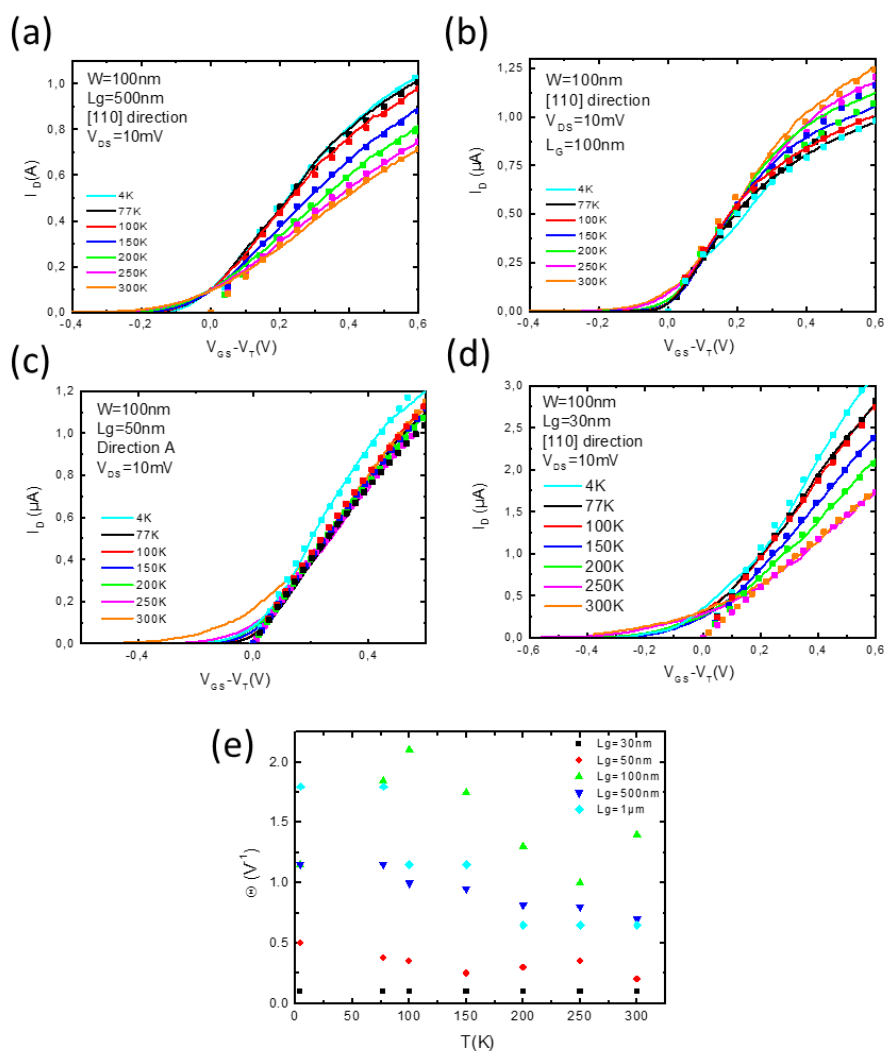 (a)
W=100nm
Lg=500nm
[110] direction
V_DS=10mV
I_D(A)
1,0
0,8
0,6
0,4
0,2
0,0
4K
77K
100K
150K
200K
250K
300K
-0,4 -0,2 0,0 0,2 0,4 0,6
V_GS-V_T(V)
(b)
W=100nm
[110] direction
V_DS=10mV
L_G=100nm
I_D (µA)
1,25
1,00
0,75
0,50
0,25
0,00
4K
77K
100K
150K
200K
250K
300K
-0,4 -0,2 0,0 0,2 0,4 0,6
V_GS-V_T(V)
(c)
W=100nm
Lg=50nm
Direction A
V_DS=10mV
I_D (µA)
1,2
1,0
0,8
0,6
0,4
0,2
0,0
4K
77K
100K
150K
200K
250K
300K
-0,4 0,0 0,4
V_GS-V_T(V)
(d)
W=100nm
Lg=30nm
[110] direction
V_DS=10mV
I_D (µA)
3,0
2,5
2,0
1,5
1,0
0,5
0,0
4K
77K
100K
150K
200K
250K
300K
-0,6 -0,4 -0,2 0,0 0,2 0,4 0,6
V_GS-V_T(V)
(e)
Lg=30nm
Lg=50nm
Lg=100nm
Lg=500nm
Lg=1µm
Θ (V⁻¹)
2.0
1.5
1.0
0.5
0.0
0 25 50 75 100 150 200 250 300
T(K)